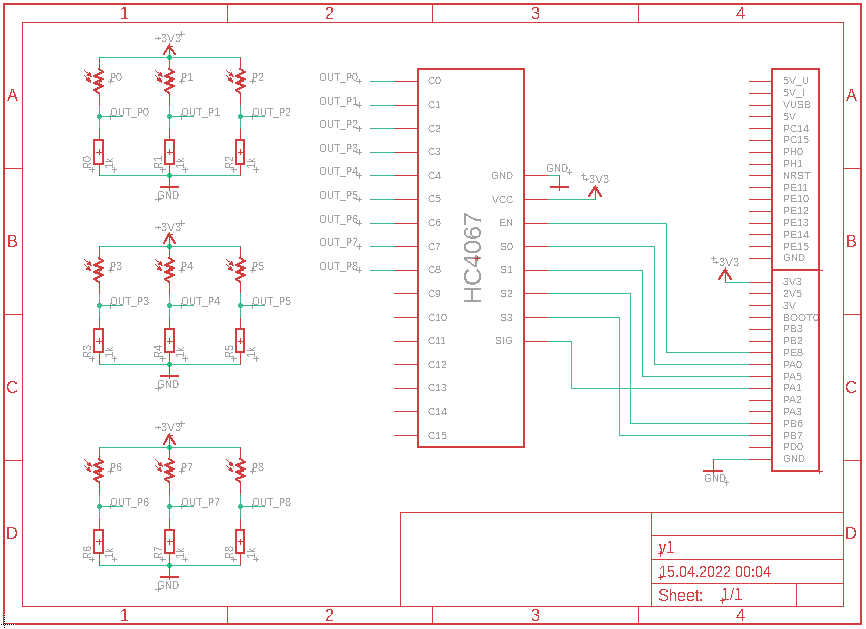 1 2 3 4
A A
B B
C C
D D
+3V3
P0 P1 P2
OUT_P0 OUT_P1 OUT_P2
R0 1k R1 1k R2 1k
GND
+3V3
P3 P4 P5
OUT_P3 OUT_P4 OUT_P5
R3 1k R4 1k R5 1k
GND
+3V3
P6 P7 P8
OUT_P6 OUT_P7 OUT_P8
R6 1k R7 1k R8 1k
GND
OUT_P0
OUT_P1
OUT_P2
OUT_P3
OUT_P4
OUT_P5
OUT_P6
OUT_P7
OUT_P8
C0
C1
C2
C3
C4
C5
C6
C7
C8
C9
C10
C11
C12
C13
C14
C15
HC4067
GND
VCC
EN
S0
S1
S2
S3
SIG
GND
+3V3
+3V3
GND
5V_U
5V_I
VUSB
5V
PC14
PC15
PH0
PH1
NRST
PE11
PE10
PE12
PE13
PE14
PE15
GND
3V3
2V5
3V
BOOT0
PB3
PB2
PE8
PA0
PA5
PA1
PA2
PA3
PB6
PB7
PD0
GND
y1
15.04.2022 00:04
Sheet: 1/1
1 2 3 4